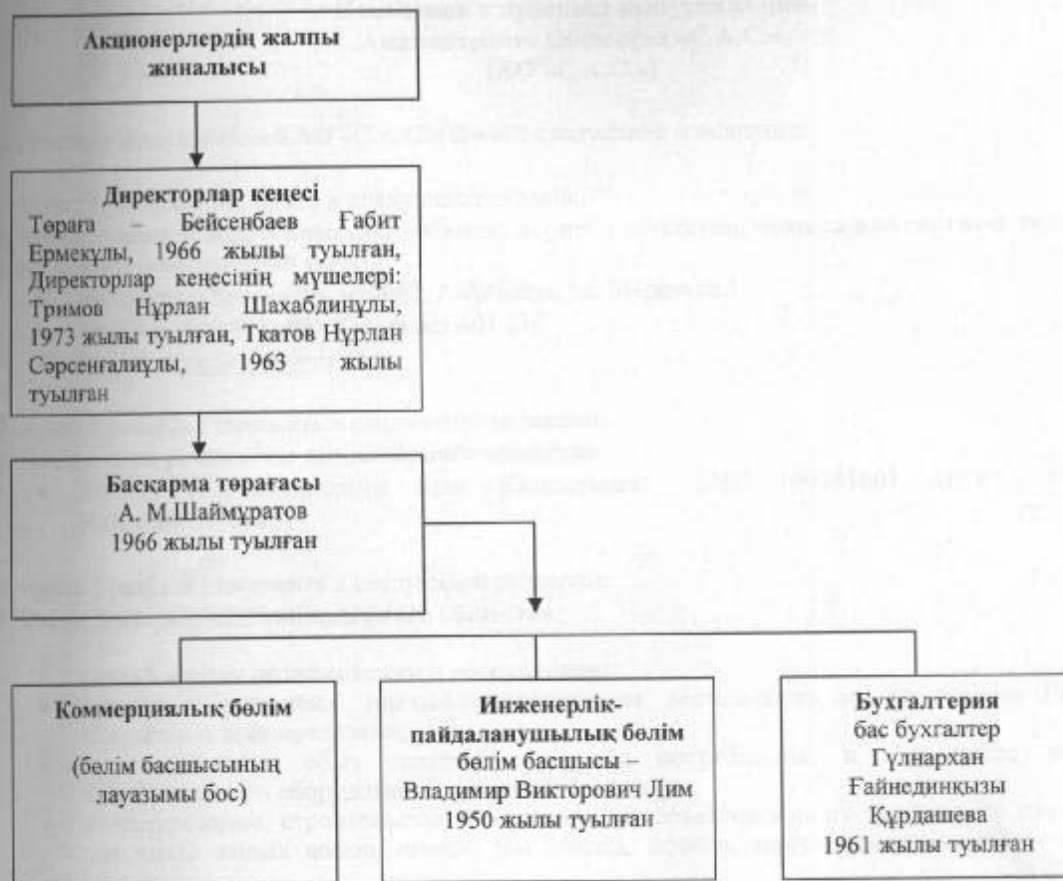 Акционерлердің жалпы
жиналысы
Директорлар кеңесі
Төраға – Бейсенбаев Ғабит
Ермекұлы, 1966 жылы туылған,
Директорлар кеңесінің мүшелері:
Тримов Нұрлан Шахабдинұлы,
1973 жылы туылған, Ткатов Нұрлан
Сәрсенғалиұлы, 1963 жылы
туылған
Басқарма төрағасы
А. М.Шаймұратов
1966 жылы туылған
Коммерциалық бөлім
(бөлім басшысының
лауазымы бос)
Инженерлік-
пайдаланушылық бөлім
бөлім басшысы –
Владимир Викторович Лим
1950 жылы туылған
Бухгалтерия
бас бухгалтер
Гүлнархан
Ғайнединқызы
Құрдашева
1961 жылы туылған